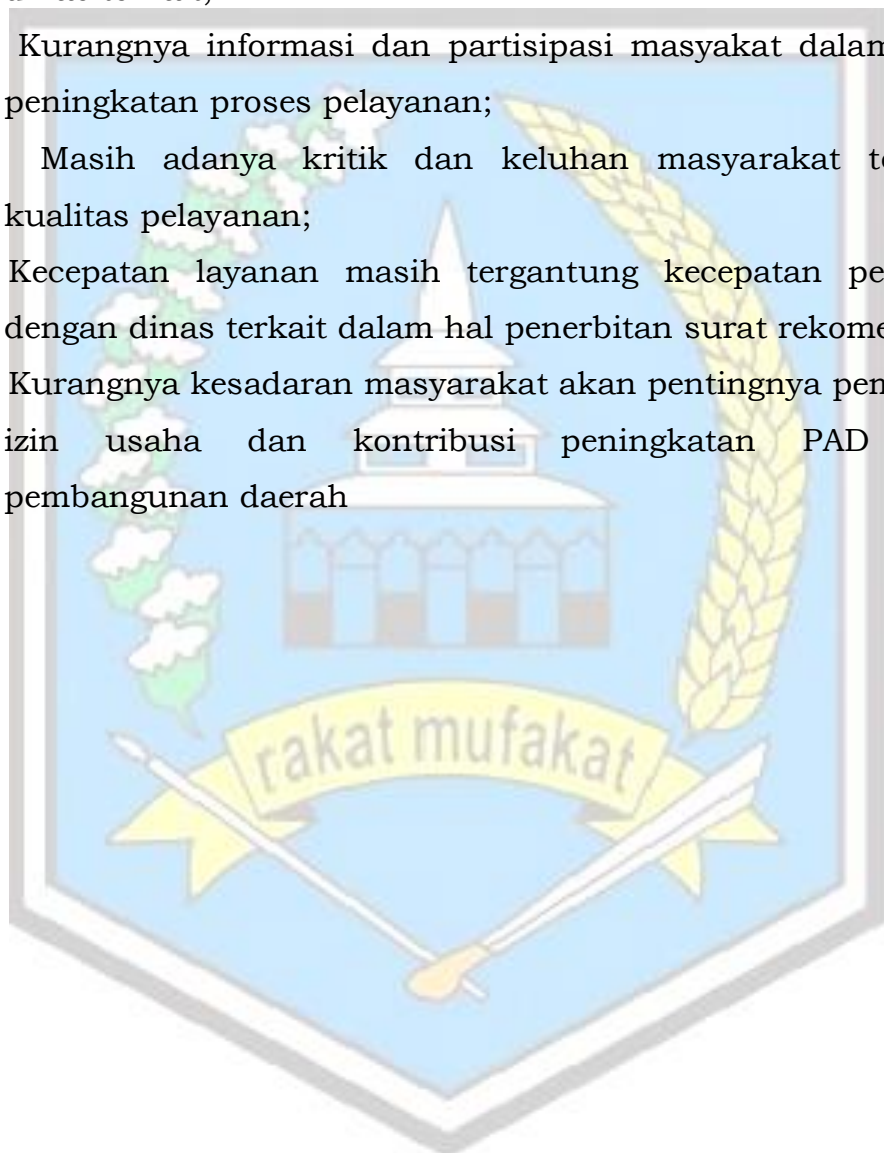 Kurangnya informasi dan partisipasi masyakat dalam
peningkatan proses pelayanan;
Masih adanya kritik dan keluhan masyarakat
kualitas pelayanan;
Kecepatan layanan masih tergantung kecepatan
dengan dinas terkait dalam hal penerbitan surat
Kurangnya kesadaran masyarakat akan pentingnya
izin usaha dan kontribusi peningkatan PAD
pembangunan daerah
rakat mufakat